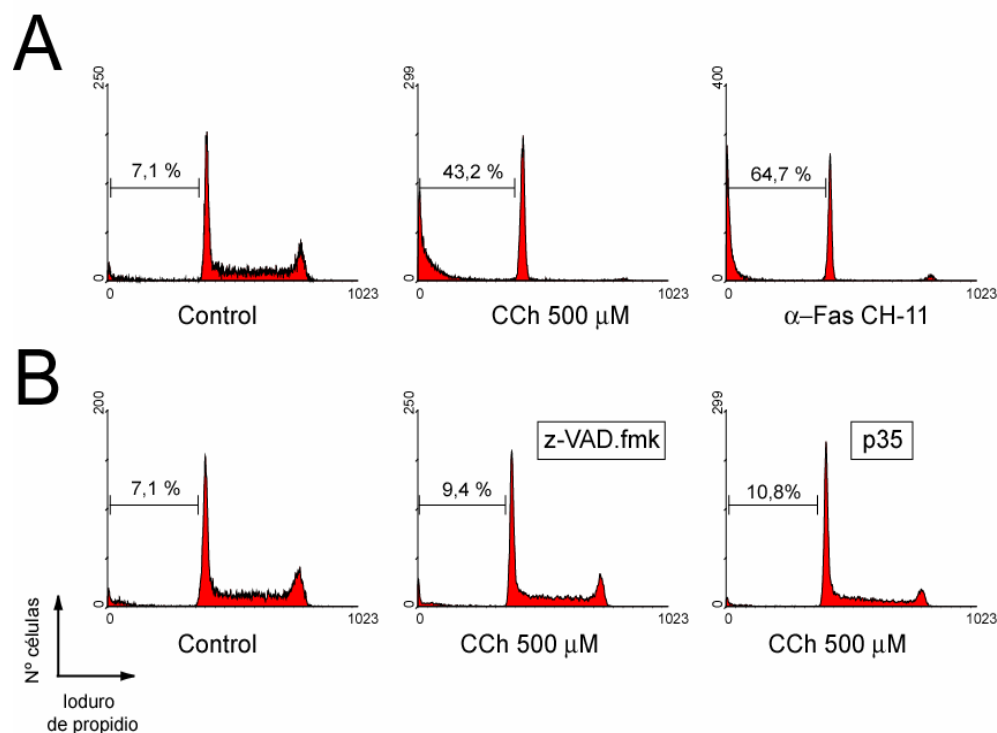 A
250
7,1 %
0
0
1023
Control
299
43,2 %
0
0
1023
CCh 500 μM
400
64,7 %
0
0
1023
α–Fas CH-11
B
200
7,1 %
0
0
1023
Control
250
z-VAD.fmk
9,4 %
0
0
1023
CCh 500 μM
299
p35
10,8%
0
0
1023
CCh 500 μM
Nº células
Ioduro
de propidio